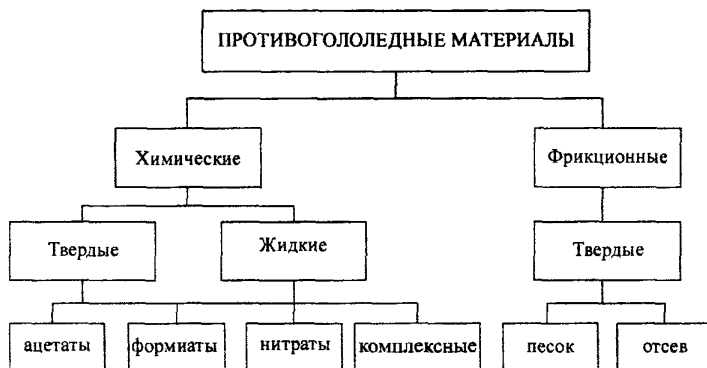 ПРОТИВОГОЛОЛЕДНЫЕ МАТЕРИАЛЫ
Химические
Фрикционные
Твердые
Жидкие
Твердые
ацетаты
формиаты
нитраты
комплексные
песок
отсев